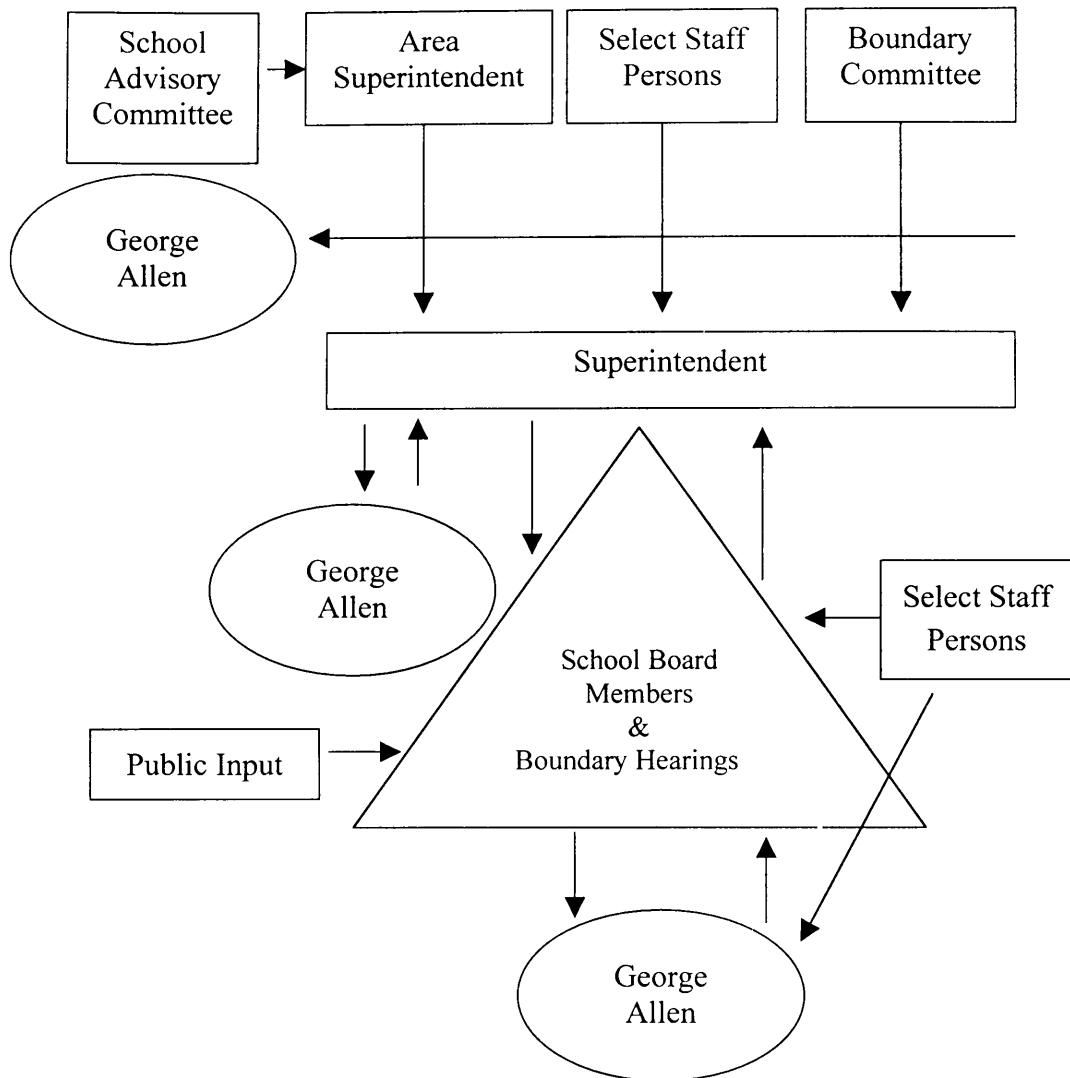 School
Advisory
Committee
Area
Superintendent
Select Staff
Persons
Boundary
Committee
George
Allen
Superintendent
George
Allen
Select Staff
Persons
School Board
Members
&
Boundary Hearings
Public Input
George
Allen